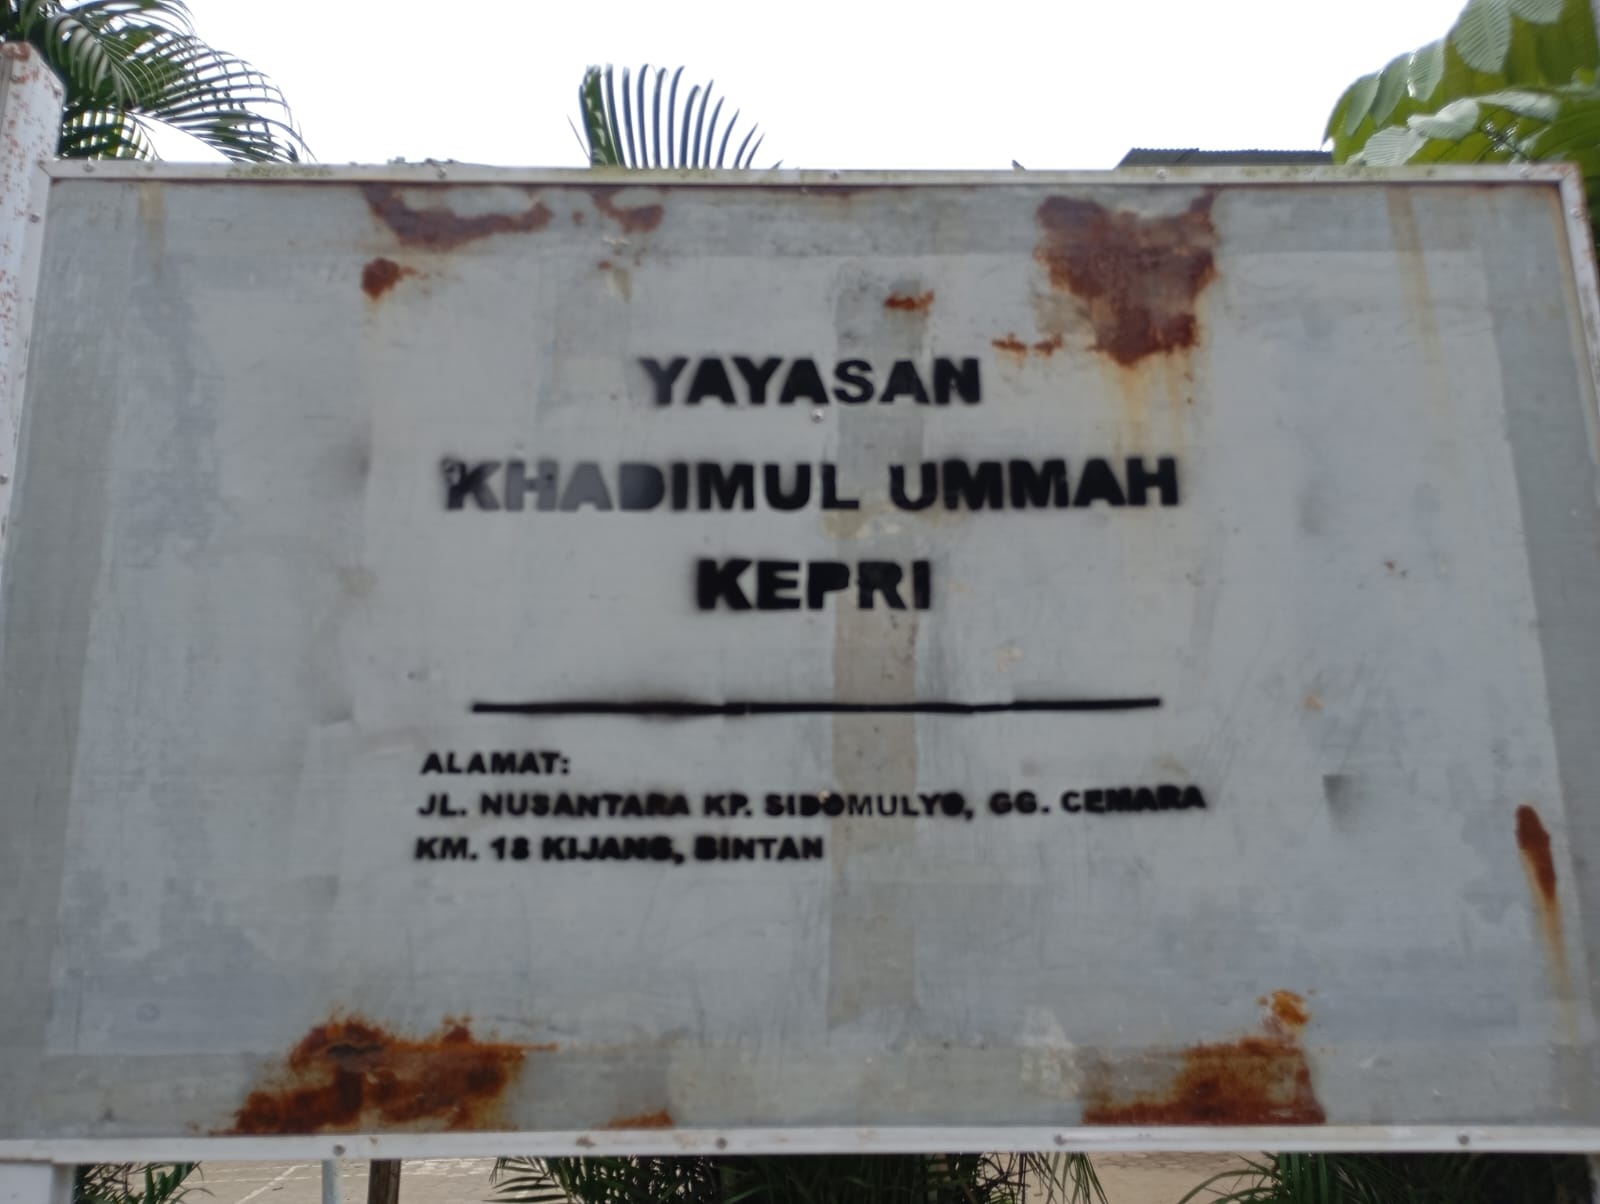 YAYASAN
KHADIMUL UMMAH
KEPRI
ALAMAT:
JL. NUSANTARA KP. SIDOMULYO, GG. CEMARA
KM. 18 KIJANG, BINTAN